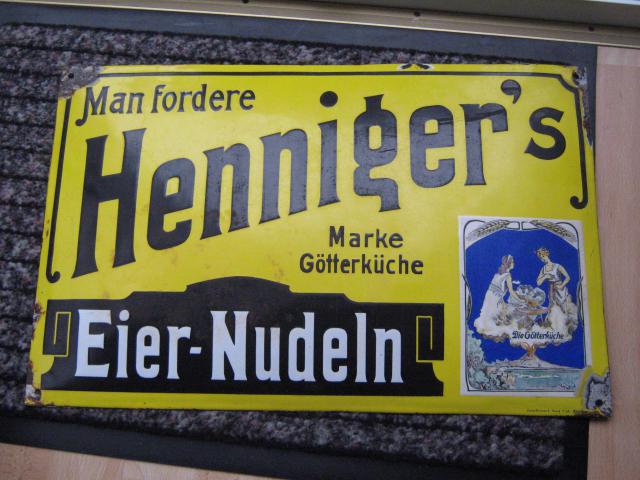 Man fordere
Henniger's
Marke
Götterküche
Eier-Nudeln
Die Götterküche